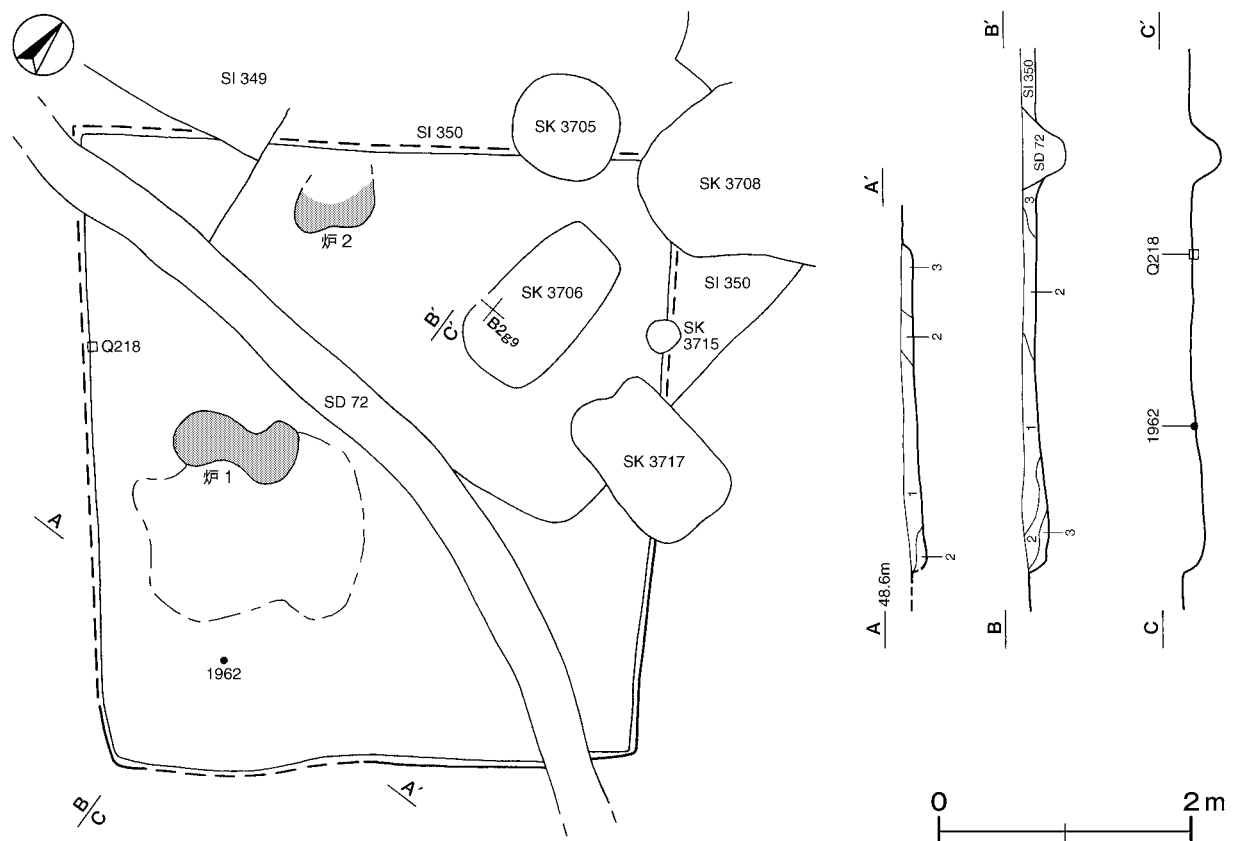 SI 349
SI 350
SK 3705
SK 3708
炉 2
SK 3706
B2g9
B′
C′
SI 350
SK
3715
Q218
SD 72
炉 1
SK 3717
A
1962
A′
B
C
A′
3
2
1
2
A 48.6m
B′
SI 350
SD 72
3
2
1
2
3
B
C′
Q218
1962
C
0 2 m